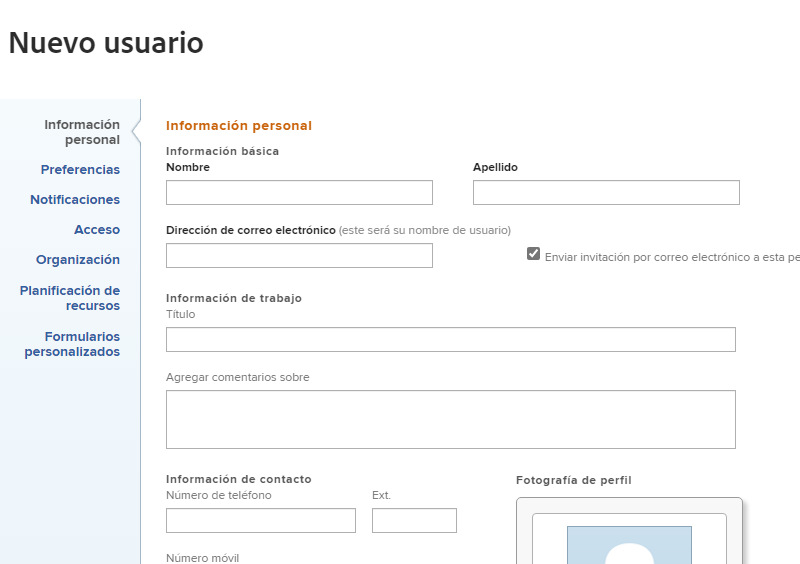 Nuevo usuario
Información
personal
Preferencias
Notificaciones
Acceso
Organización
Planificación de
recursos
Formularios
personalizados
Información personal
Información básica
Nombre
Apellido
Dirección de correo electrónico (este será su nombre de usuario)
Enviar invitación por correo electrónico a esta pe
Información de trabajo
Título
Agregar comentarios sobre
Información de contacto
Número de teléfono
Ext.
Número móvil
Fotografía de perfil